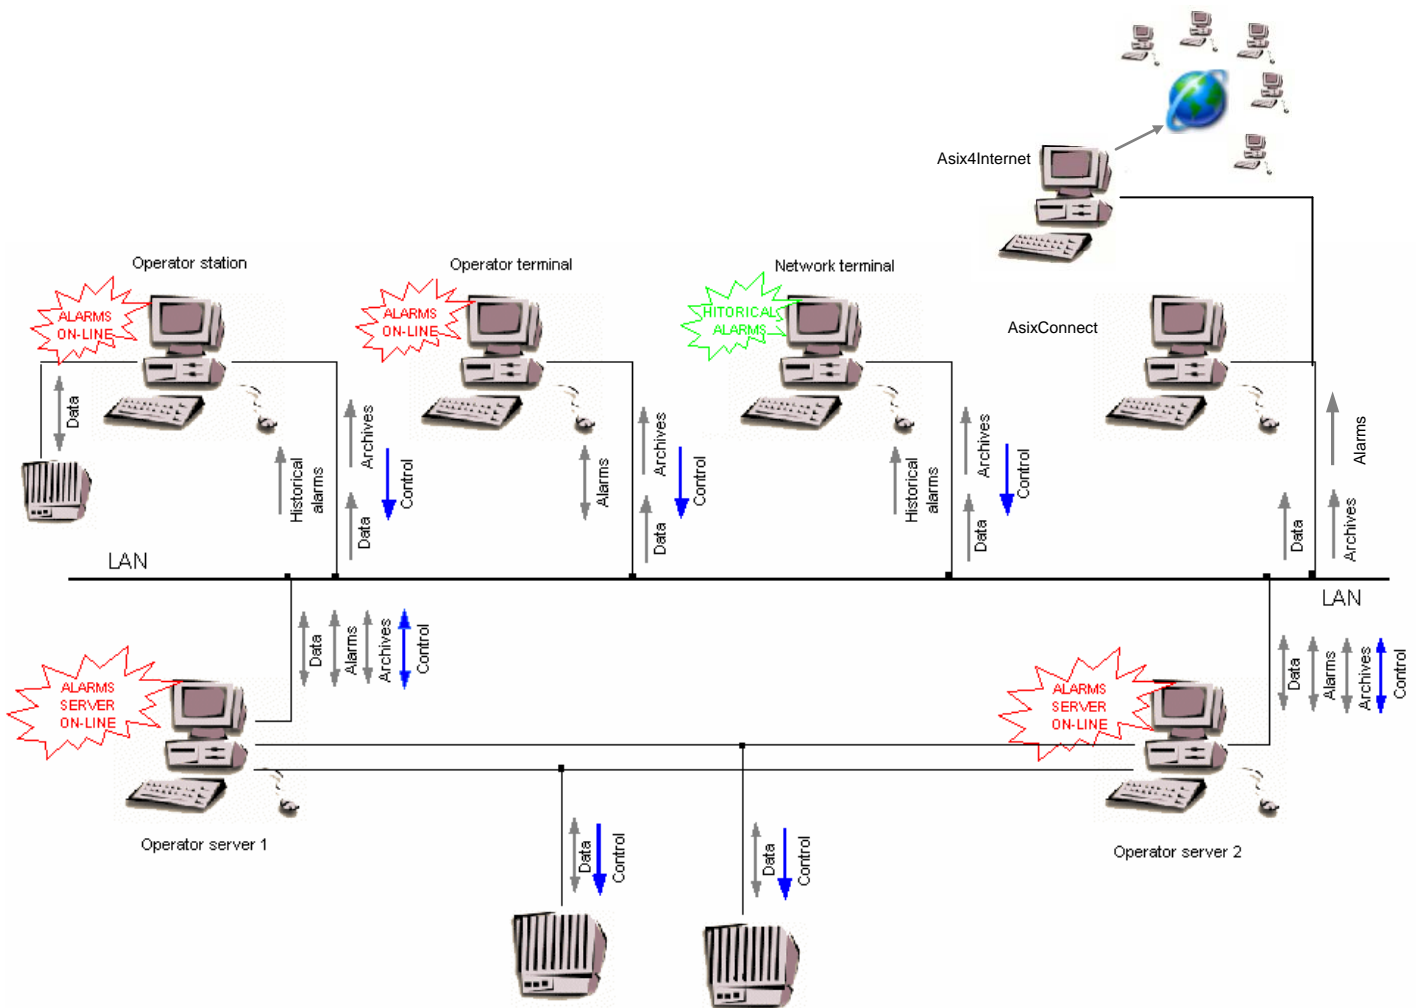 Asix4Internet
Operator station
Operator terminal
Network terminal
AsixConnect
ALARMS
ON-LINE
ALARMS
ON-LINE
HITORICAL
ALARMS
Data
Historical
alarms
Archives
Data
Control
Alarms
Archives
Data
Control
Historical
alarms
Archives
Data
Control
Data
Alarms
Archives
LAN
LAN
Data
Alarms
Archives
Control
Data
Alarms
Archives
Control
ALARMS
SERVER
ON-LINE
ALARMS
SERVER
ON-LINE
Operator server 1
Operator server 2
Data
Control
Data
Control